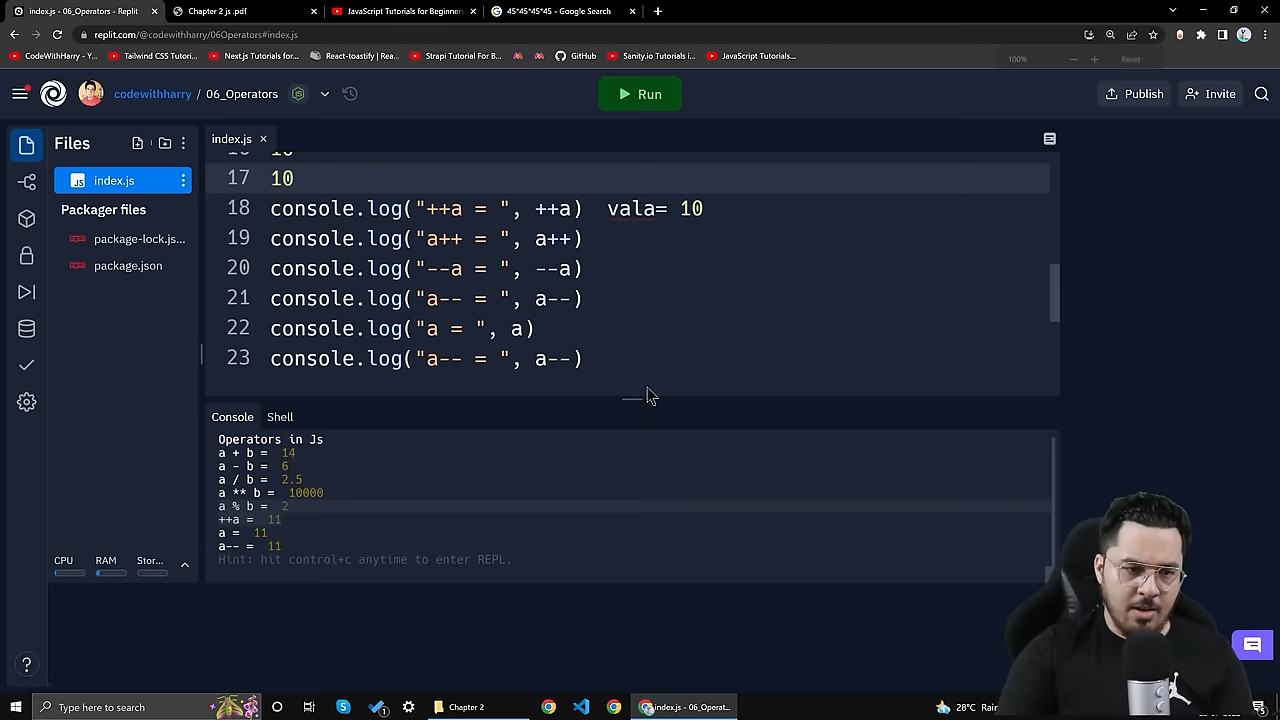 index.js - 06_Operators - Replit
Chapter 2 js .pdf
JavaScript Tutorials for Beginner
45*45*45*45 - Google Search
replit.com/@codewithharry/06Operators#index.js
CodeWithHarry - Y...
Tailwind CSS Tutori...
Next.js Tutorials for...
React-toastify | Rea...
Strapi Tutorial For B...
GitHub
Sanity.io Tutorials i...
JavaScript Tutorials...
100%
Reset
codewithharry / 06_Operators
Run
Publish
Invite
Files
index.js
Packager files
package-lock.js...
package.json
index.js
16 10
17 10
18 console.log("++a = ", ++a) vala= 10
19 console.log("a++ = ", a++)
20 console.log("--a = ", --a)
21 console.log("a-- = ", a--)
22 console.log("a = ", a)
23 console.log("a-- = ", a--)
Console Shell
Operators in Js
a + b = 14
a - b = 6
a / b = 2.5
a ** b = 10000
a % b = 2
++a = 11
a = 11
a-- = 11
Hint: hit control+c anytime to enter REPL.
CPU RAM Stor...
?
Type here to search
Chapter 2
index.js - 06_Operat...
28°C